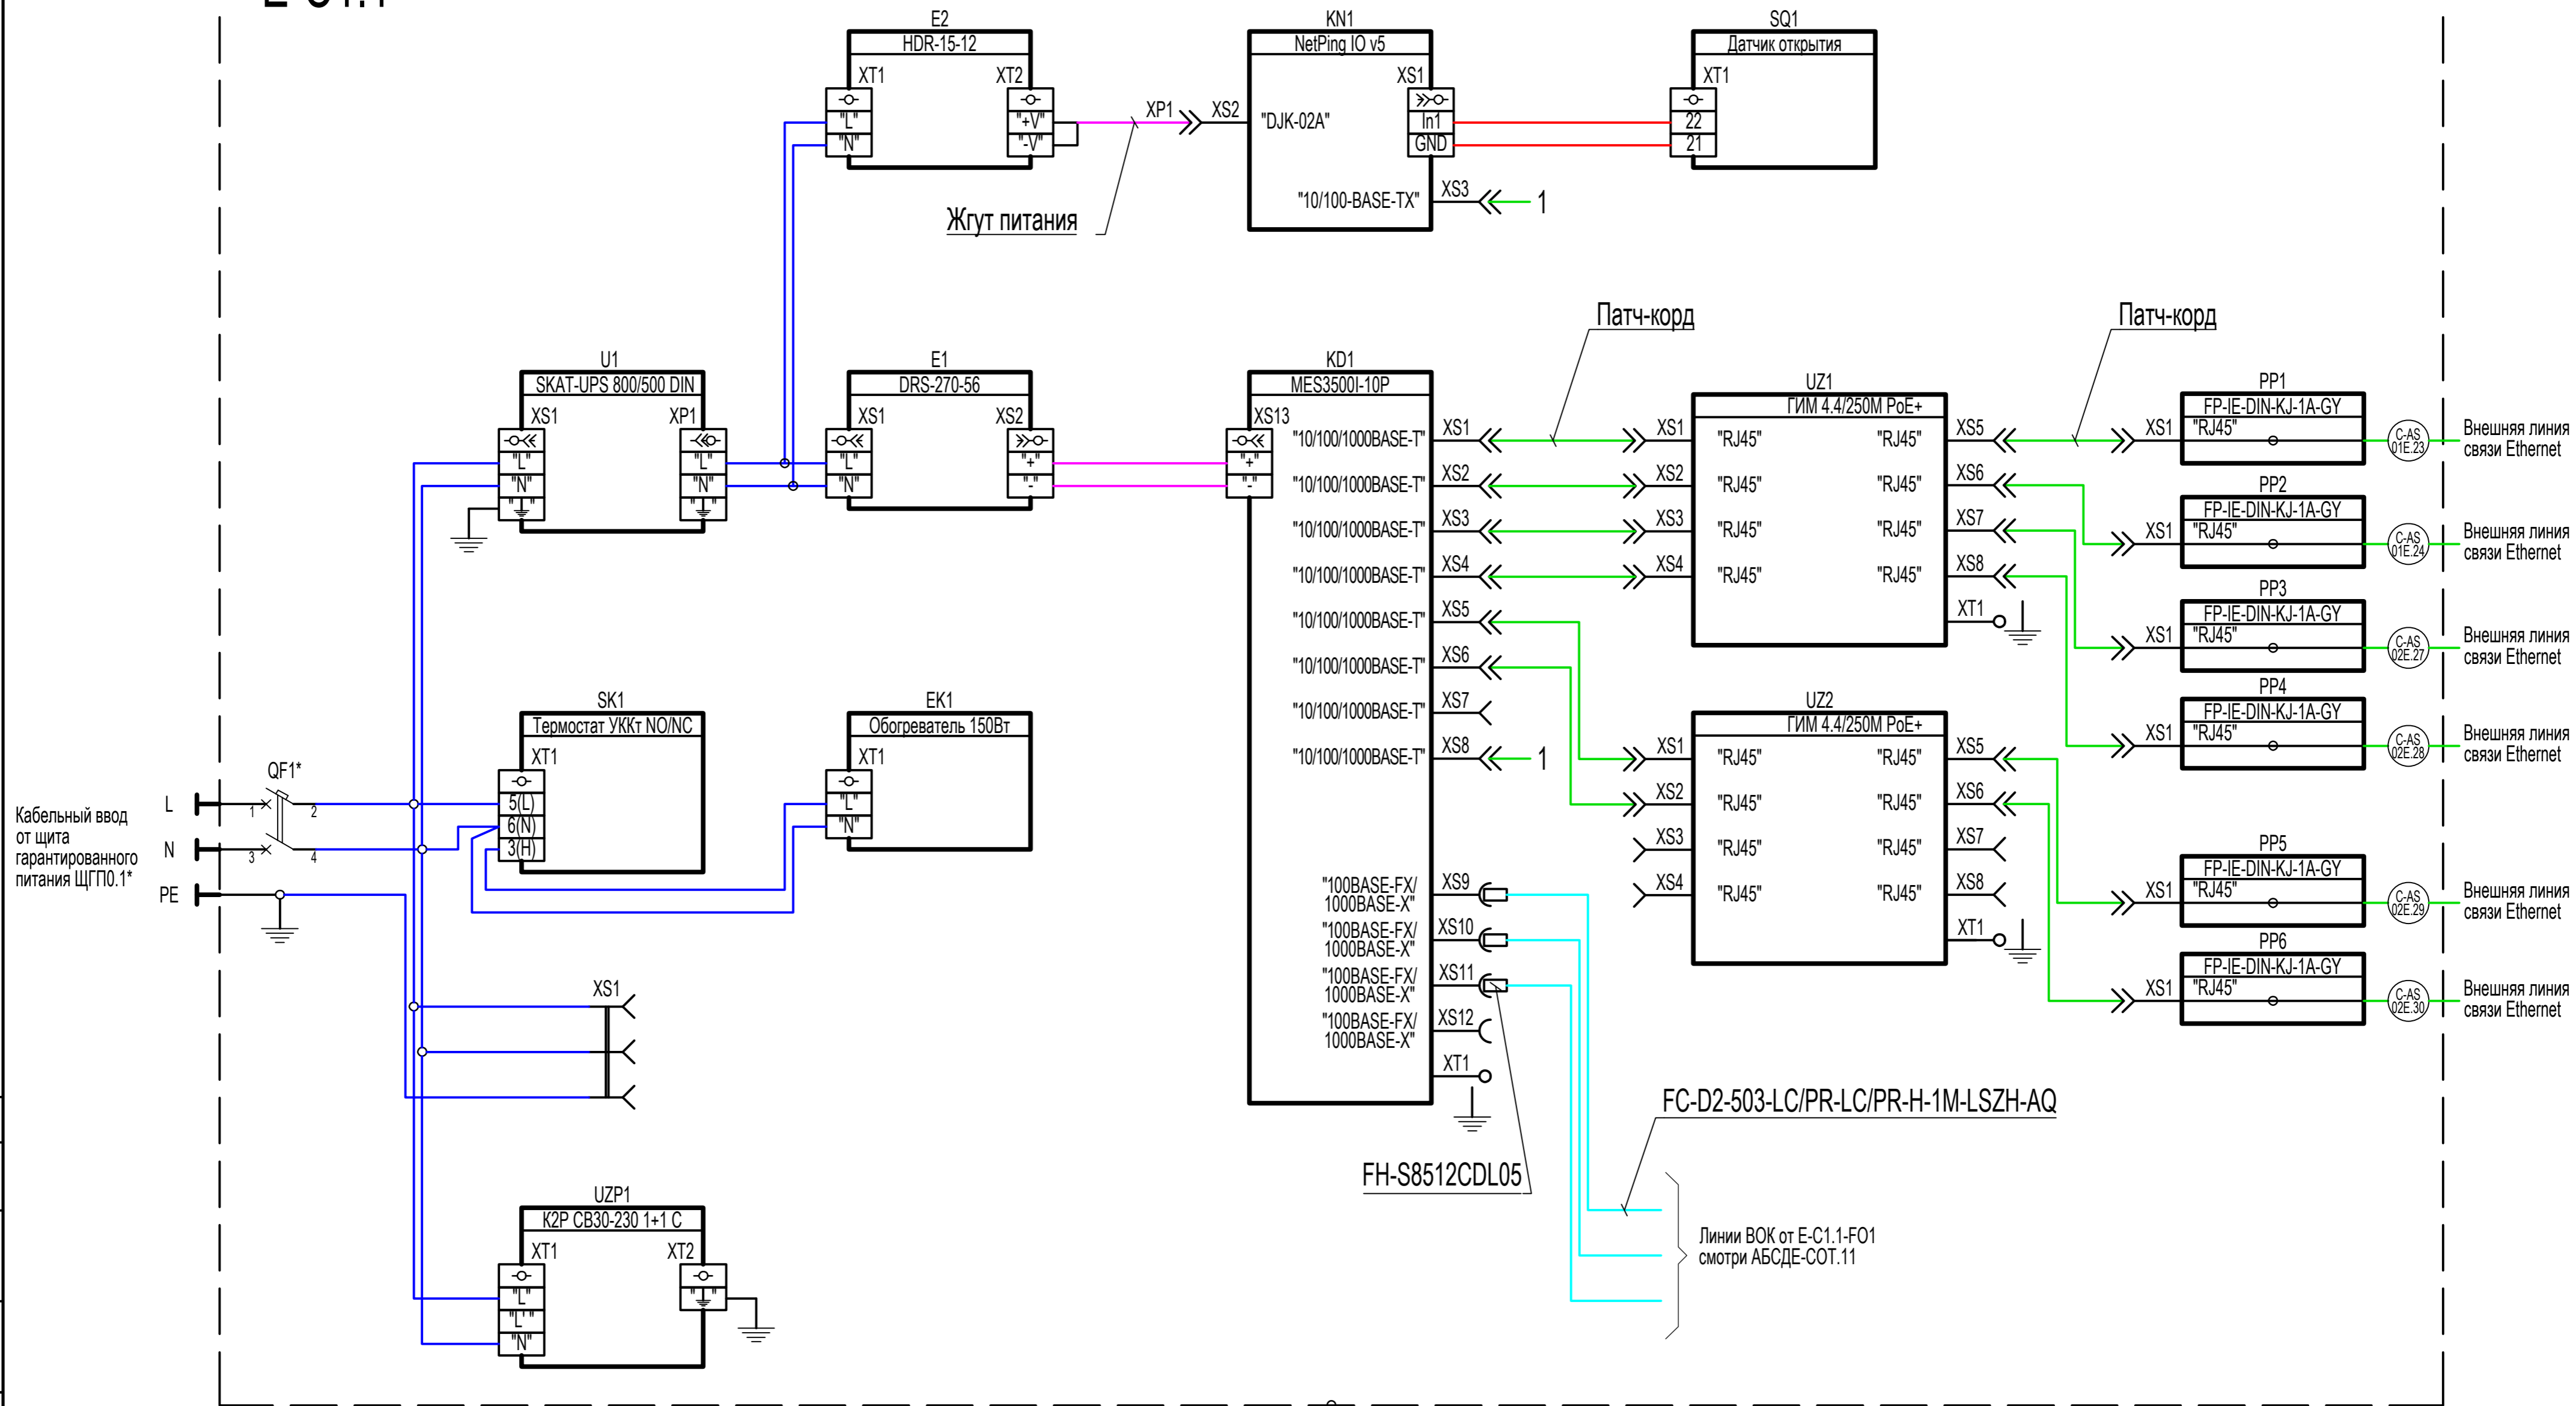 E2
HDR-15-12
XT1
XT2
"L"
"N"
"+V"
"-V"
XP1
XS2
Жгут питания
KN1
NetPing IO v5
XS1
"DJK-02A"
In1
GND
"10/100-BASE-TX"
XS3
1
SQ1
Датчик открытия
XT1
22
21
U1
SKAT-UPS 800/500 DIN
XS1
XP1
"L"
"N"
"L"
"N"
E1
DRS-270-56
XS1
XS2
"L"
"N"
"+"
"-"
KD1
MES3500I-10P
XS13
"+"
"-"
"10/100/1000BASE-T"
XS1
"10/100/1000BASE-T"
XS2
"10/100/1000BASE-T"
XS3
"10/100/1000BASE-T"
XS4
"10/100/1000BASE-T"
XS5
"10/100/1000BASE-T"
XS6
"10/100/1000BASE-T"
XS7
"10/100/1000BASE-T"
XS8
1
"100BASE-FX/
1000BASE-X"
XS9
"100BASE-FX/
1000BASE-X"
XS10
"100BASE-FX/
1000BASE-X"
XS11
"100BASE-FX/
1000BASE-X"
XS12
XT1
Патч-корд
Патч-корд
UZ1
ГИМ 4.4/250M PoE+
XS1
"RJ45"
"RJ45"
XS5
XS2
"RJ45"
"RJ45"
XS6
XS3
"RJ45"
"RJ45"
XS7
XS4
"RJ45"
"RJ45"
XS8
XT1
UZ2
ГИМ 4.4/250M PoE+
XS1
"RJ45"
"RJ45"
XS5
XS2
"RJ45"
"RJ45"
XS6
XS3
"RJ45"
"RJ45"
XS7
XS4
"RJ45"
"RJ45"
XS8
XT1
PP1
FP-IE-DIN-KJ-1A-GY
XS1
"RJ45"
C-AS
01E.23
Внешняя линия
связи Ethernet
PP2
FP-IE-DIN-KJ-1A-GY
XS1
"RJ45"
C-AS
01E.24
Внешняя линия
связи Ethernet
PP3
FP-IE-DIN-KJ-1A-GY
XS1
"RJ45"
C-AS
02E.27
Внешняя линия
связи Ethernet
PP4
FP-IE-DIN-KJ-1A-GY
XS1
"RJ45"
C-AS
02E.28
Внешняя линия
связи Ethernet
PP5
FP-IE-DIN-KJ-1A-GY
XS1
"RJ45"
C-AS
02E.29
Внешняя линия
связи Ethernet
PP6
FP-IE-DIN-KJ-1A-GY
XS1
"RJ45"
C-AS
02E.30
Внешняя линия
связи Ethernet
SK1
Термостат УККт NO/NC
XT1
5(L)
6(N)
3(H)
EK1
Обогреватель 150Вт
XT1
"L"
"N"
Кабельный ввод
от щита
гарантированного
питания ЩГП0.1*
L
N
PE
QF1*
1
2
3
4
XS1
UZP1
К2Р СВ30-230 1+1 С
XT1
XT2
"L"
"L'"
"N"
FC-D2-503-LC/PR-LC/PR-H-1M-LSZH-AQ
FH-S8512CDL05
Линии ВОК от E-C1.1-FO1
смотри АБСДЕ-СОТ.11